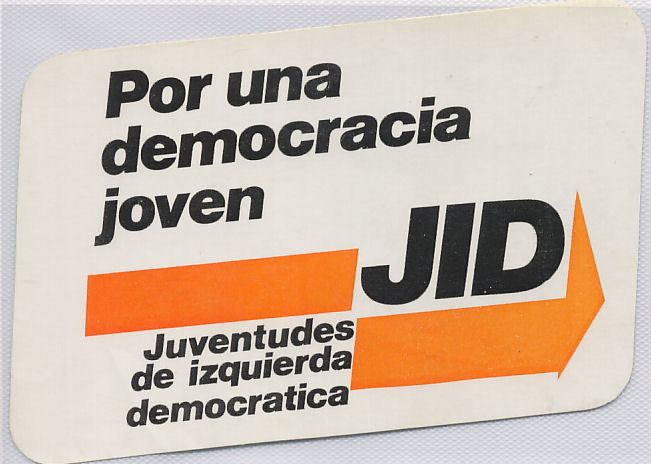 Por una
democracia
joven
JID
Juventudes
de izquierda
democratica